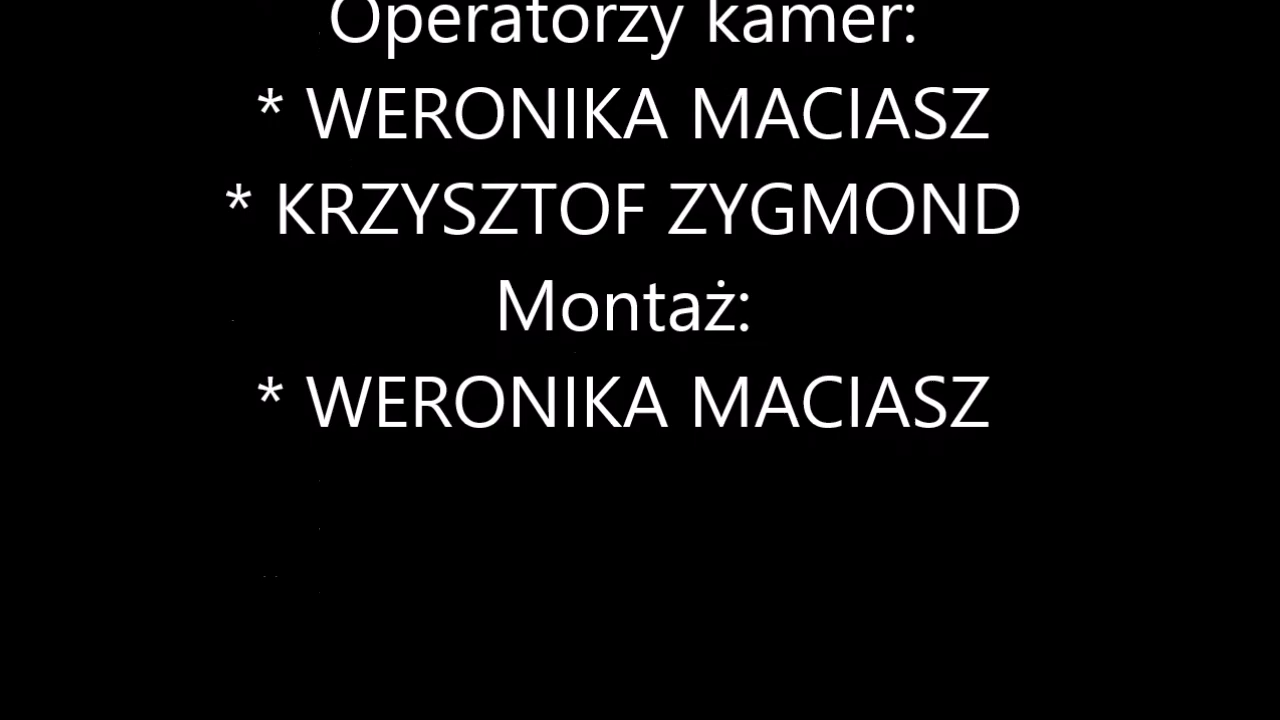 Operatorzy kamer:
* WERONIKA MACIASZ
* KRZYSZTOF ZYGMOND
Montaż:
* WERONIKA MACIASZ